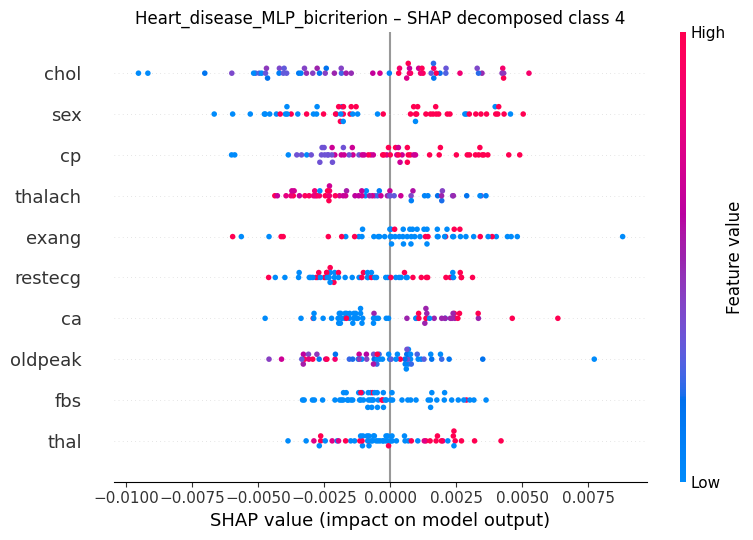 Heart_disease_MLP_bicriterion – SHAP decomposed class 4
High
chol
sex
cp
thalach
exang
restecg
ca
oldpeak
fbs
thal
Feature value
Low
−0.0100 −0.0075 −0.0050 −0.0025 0.0000 0.0025 0.0050 0.0075
SHAP value (impact on model output)